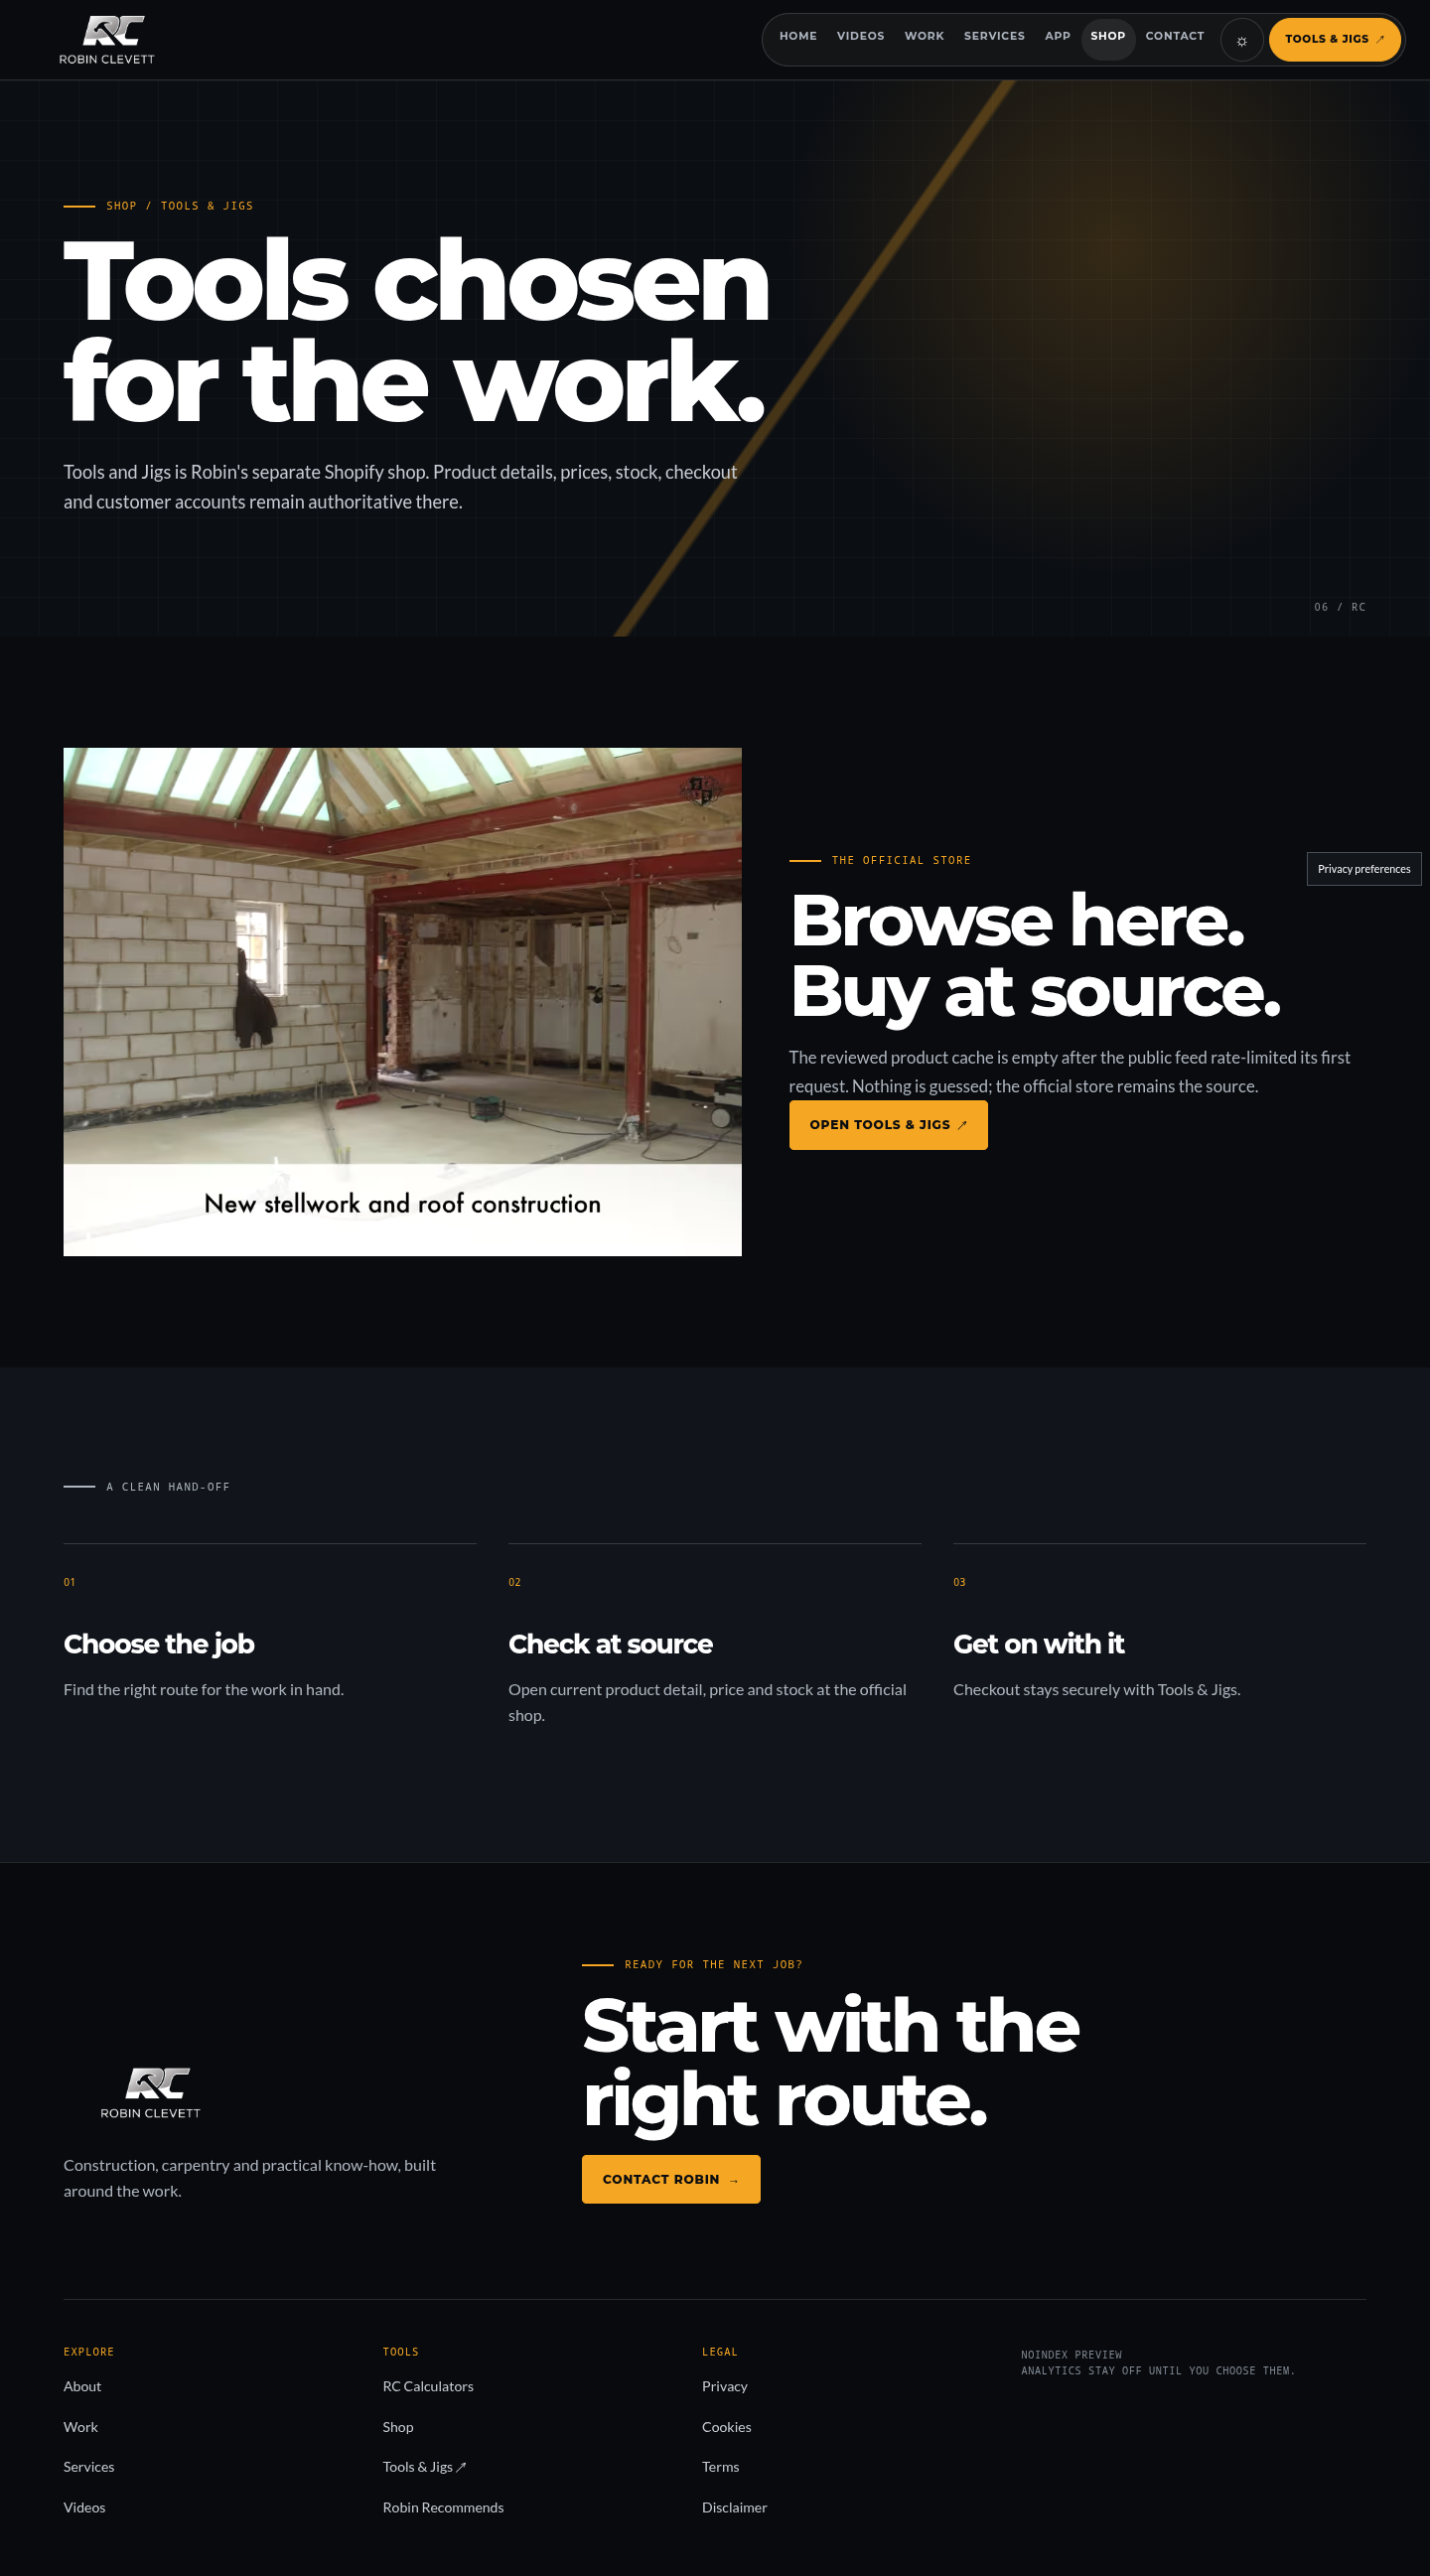 RC
ROBIN CLEVETT
HOME VIDEOS WORK SERVICES APP SHOP CONTACT ☼ TOOLS & JIGS ↗
SHOP / TOOLS & JIGS
Tools chosen
for the work.
Tools and Jigs is Robin's separate Shopify shop. Product details, prices, stock, checkout
and customer accounts remain authoritative there.
06 / RC
New stellwork and roof construction
THE OFFICIAL STORE
Privacy preferences
Browse here.
Buy at source.
The reviewed product cache is empty after the public feed rate-limited its first
request. Nothing is guessed; the official store remains the source.
OPEN TOOLS & JIGS ↗
A CLEAN HAND-OFF
01
Choose the job
Find the right route for the work in hand.
02
Check at source
Open current product detail, price and stock at the official
shop.
03
Get on with it
Checkout stays securely with Tools & Jigs.
RC
ROBIN CLEVETT
Construction, carpentry and practical know-how, built
around the work.
READY FOR THE NEXT JOB?
Start with the
right route.
CONTACT ROBIN →
EXPLORE
About
Work
Services
Videos
TOOLS
RC Calculators
Shop
Tools & Jigs ↗
Robin Recommends
LEGAL
Privacy
Cookies
Terms
Disclaimer
NOINDEX PREVIEW
ANALYTICS STAY OFF UNTIL YOU CHOOSE THEM.